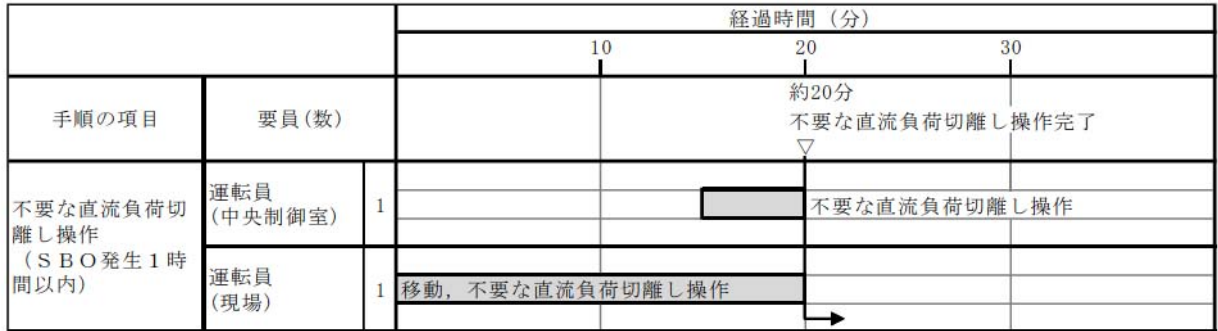 経過時間（分）
10
20
30
手順の項目
要員(数)
約20分
不要な直流負荷切離し操作完了
▽
不要な直流負荷切
離し操作
（ＳＢＯ発生１時
間以内）
運転員
(中央制御室)
1
不要な直流負荷切離し操作
運転員
(現場)
1
移動，不要な直流負荷切離し操作